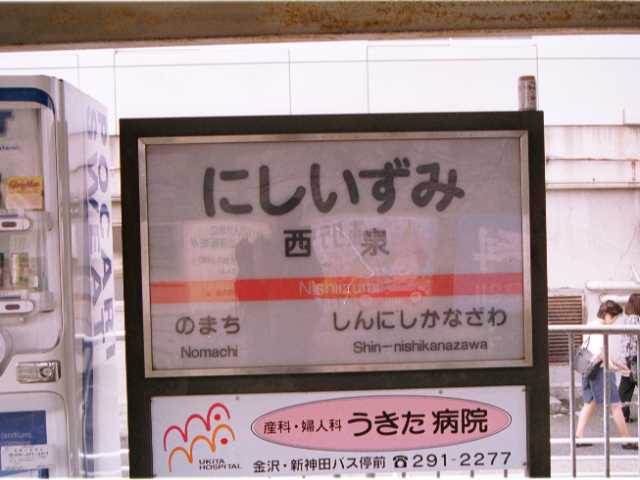 にしいずみ
西泉
Nishiizumi
のまち
しんにしかなざわ
Nomachi
Shin-nishikanazawa
産科・婦人科 うきた病院
UKITA
HOSPITAL
金沢・新神田バス停前 ☎291-2277
POCARI
SWEAT